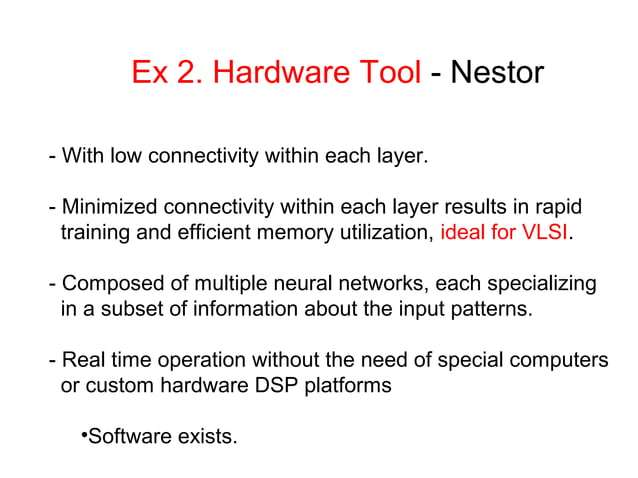 Ex 2. Hardware Tool - Nestor
- With low connectivity within each layer.
- Minimized connectivity within each layer results in rapid
training and efficient memory utilization, ideal for VLSI.
- Composed of multiple neural networks, each specializing
in a subset of information about the input patterns.
- Real time operation without the need of special computers
or custom hardware DSP platforms
•Software exists.